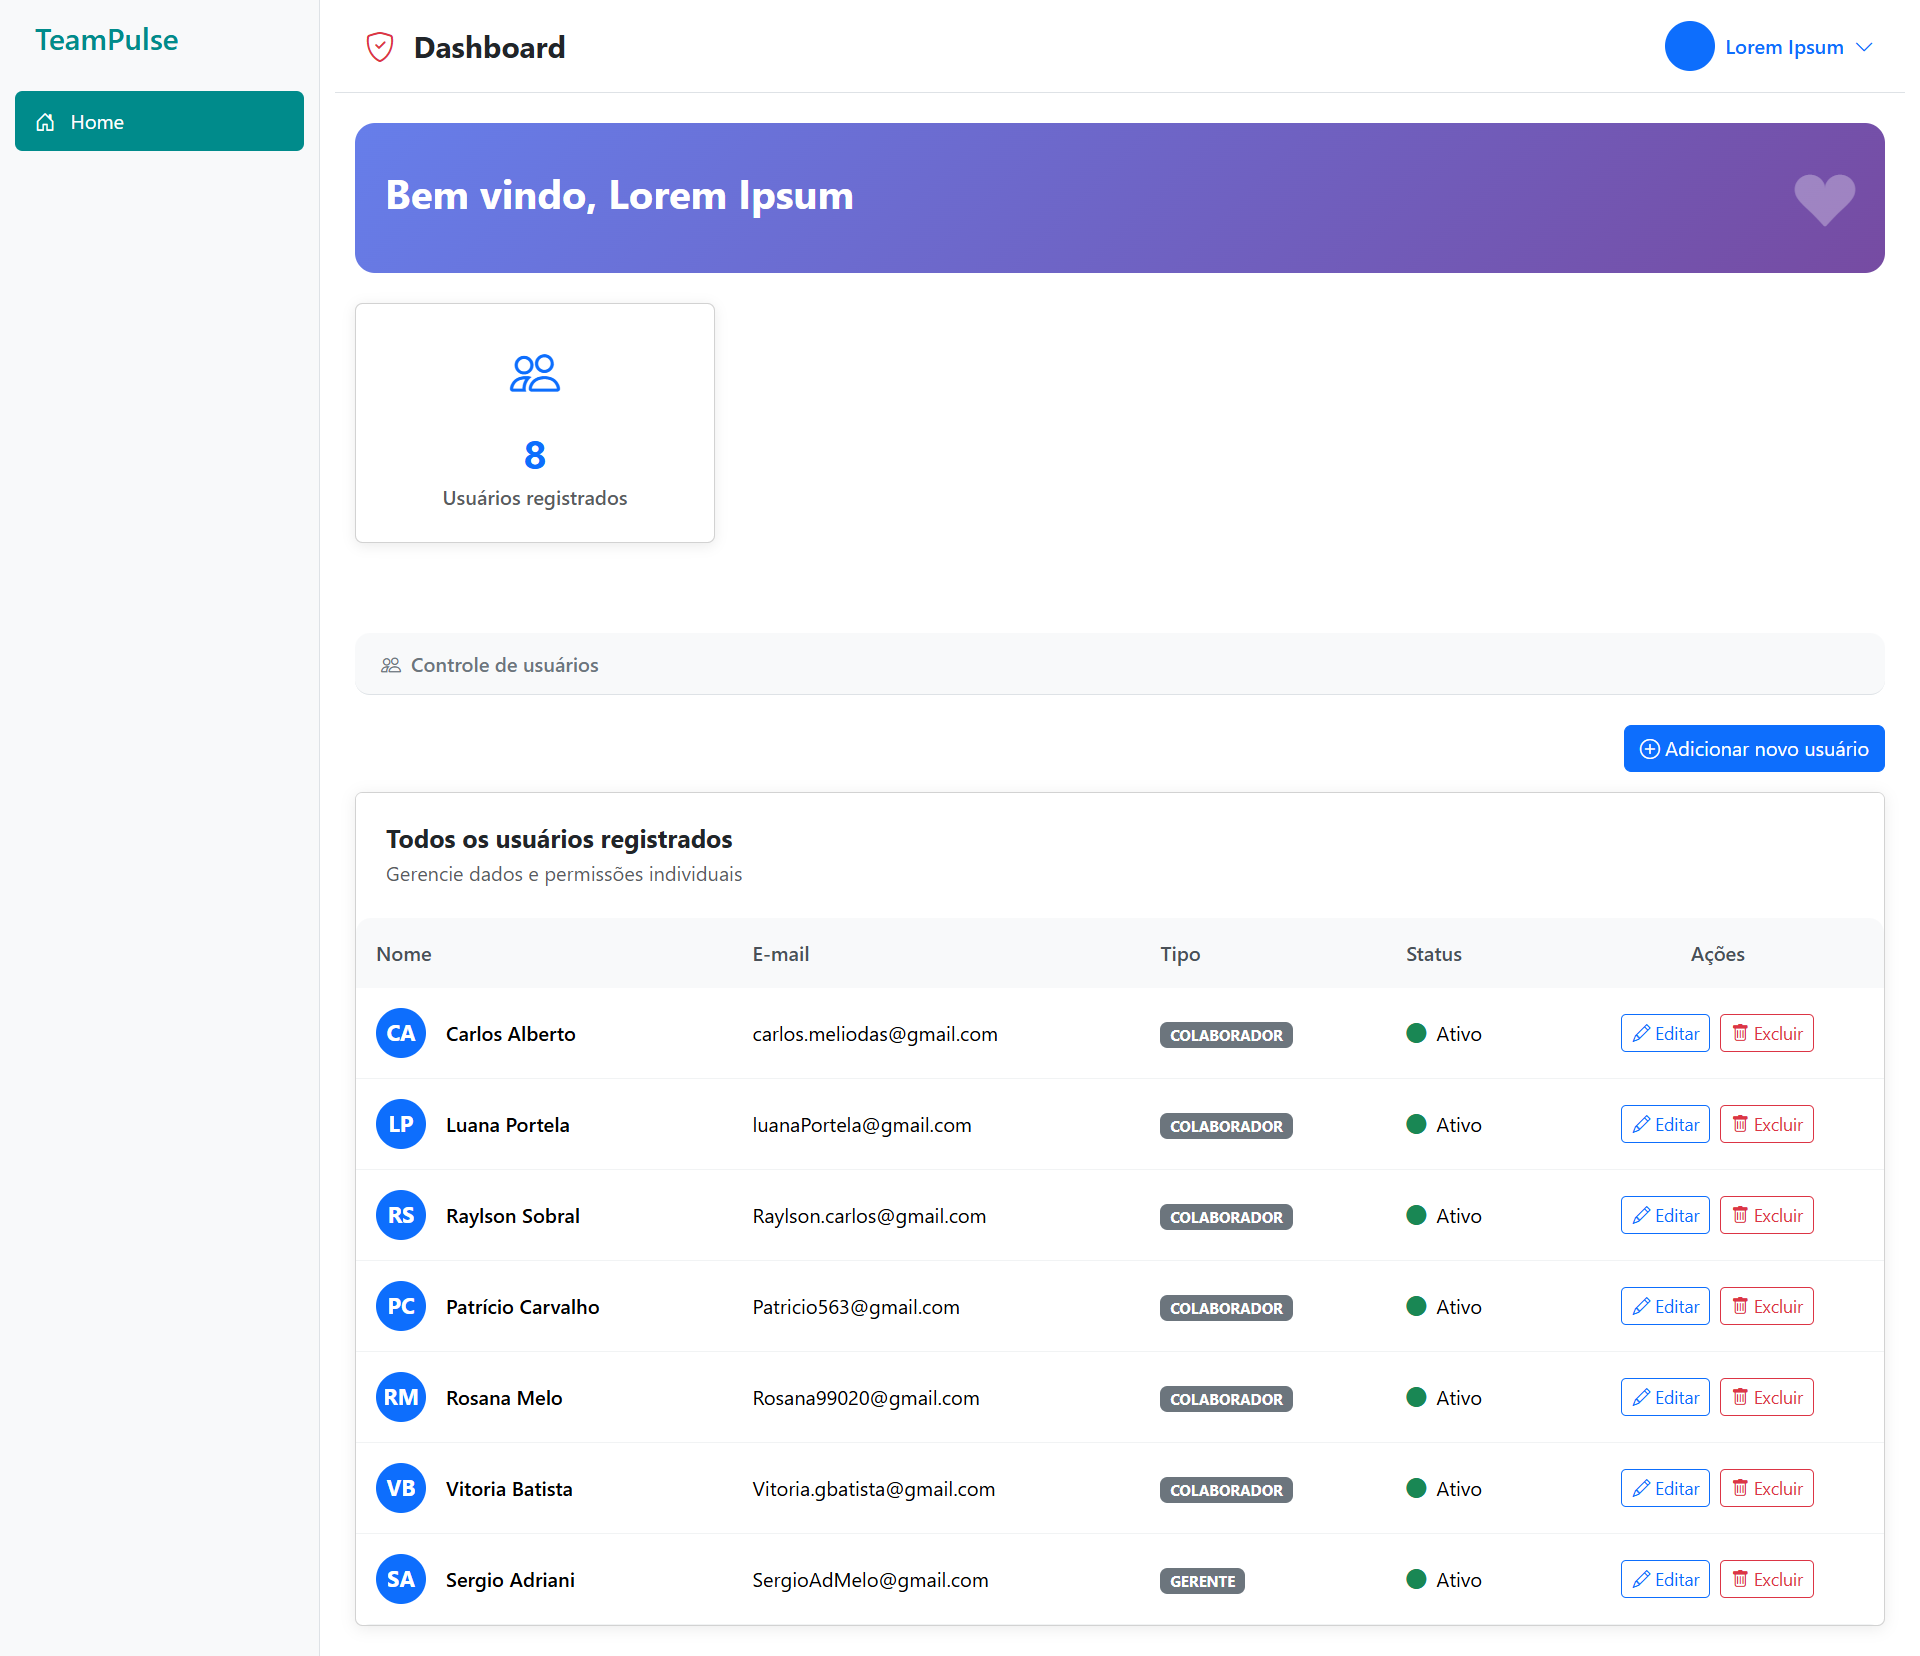 TeamPulse
Dashboard
Lorem Ipsum
Home
Bem vindo, Lorem Ipsum
8
Usuários registrados
Controle de usuários
Adicionar novo usuário
Todos os usuários registrados
Gerencie dados e permissões individuais
Nome E-mail Tipo Status Ações
CA Carlos Alberto carlos.meliodas@gmail.com COLABORADOR Ativo Editar Excluir
LP Luana Portela luanaPortela@gmail.com COLABORADOR Ativo Editar Excluir
RS Raylson Sobral Raylson.carlos@gmail.com COLABORADOR Ativo Editar Excluir
PC Patrício Carvalho Patricio563@gmail.com COLABORADOR Ativo Editar Excluir
RM Rosana Melo Rosana99020@gmail.com COLABORADOR Ativo Editar Excluir
VB Vitoria Batista Vitoria.gbatista@gmail.com COLABORADOR Ativo Editar Excluir
SA Sergio Adriani SergioAdMelo@gmail.com GERENTE Ativo Editar Excluir